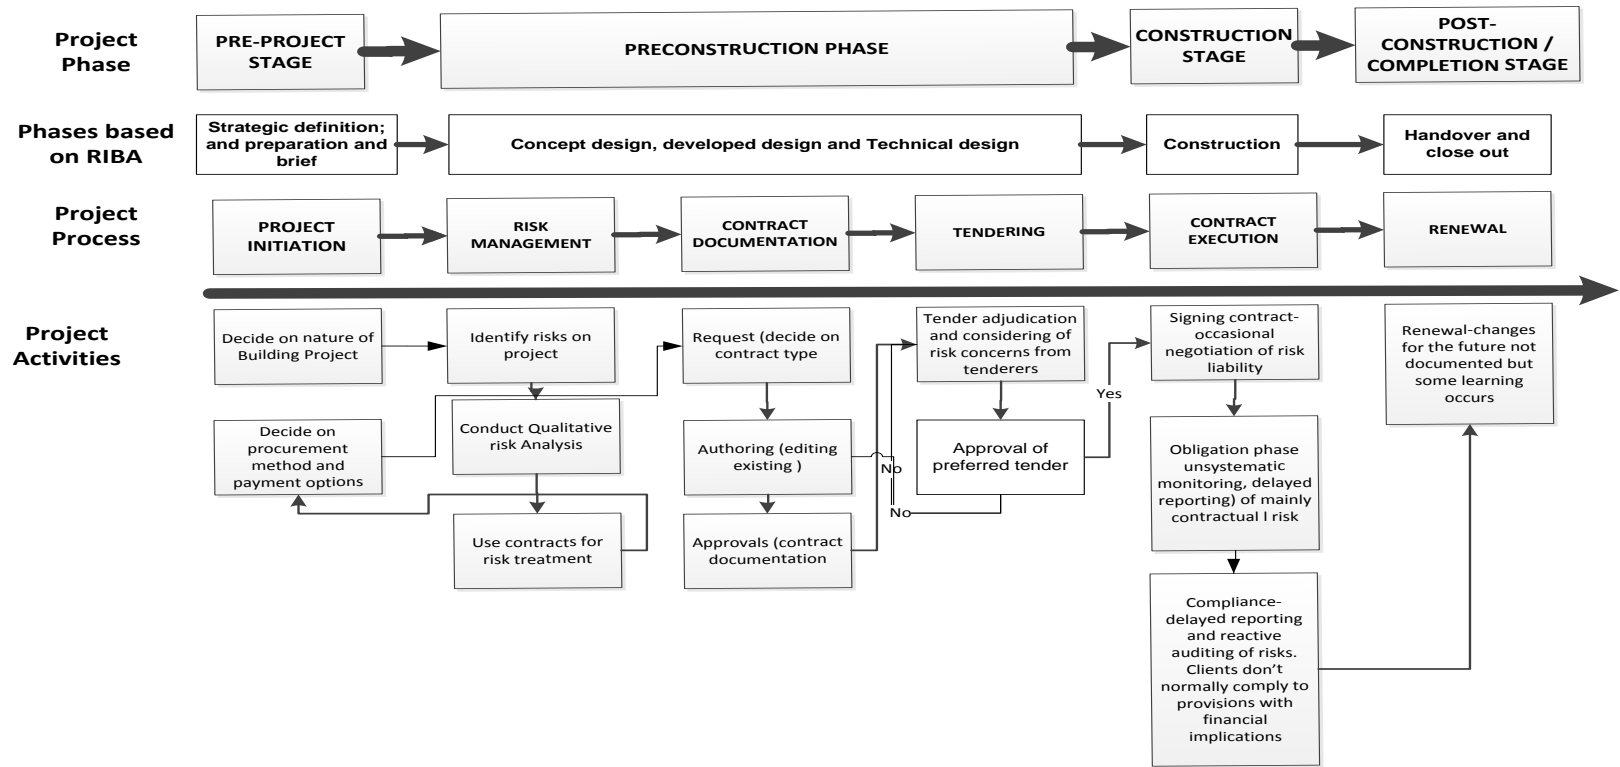 Project
Phase
PRE-PROJECT
STAGE
PRECONSTRUCTION PHASE
CONSTRUCTION
STAGE
POST-
CONSTRUCTION /
COMPLETION STAGE
Phases based
on RIBA
Strategic definition;
and preparation and
brief
Concept design, developed design and Technical design
Construction
Handover and
close out
Project
Process
PROJECT
INITIATION
RISK
MANAGEMENT
CONTRACT
DOCUMENTATION
TENDERING
CONTRACT
EXECUTION
RENEWAL
Project
Activities
Decide on nature of
Building Project
Decide on
procurement
method and
payment options
Identify risks on
project
Conduct Qualitative
risk Analysis
Use contracts for
risk treatment
Request (decide on
contract type
Authoring (editing
existing )
Approvals (contract
documentation
No
No
Tender adjudication
and considering of
risk concerns from
tenderers
Approval of
preferred tender
Yes
Signing contract-
occasional
negotiation of risk
liability
Obligation phase
unsystematic
monitoring, delayed
reporting) of mainly
contractual l risk
Compliance-
delayed reporting
and reactive
auditing of risks.
Clients don't
normally comply to
provisions with
financial
implications
Renewal-changes
for the future not
documented but
some learning
occurs